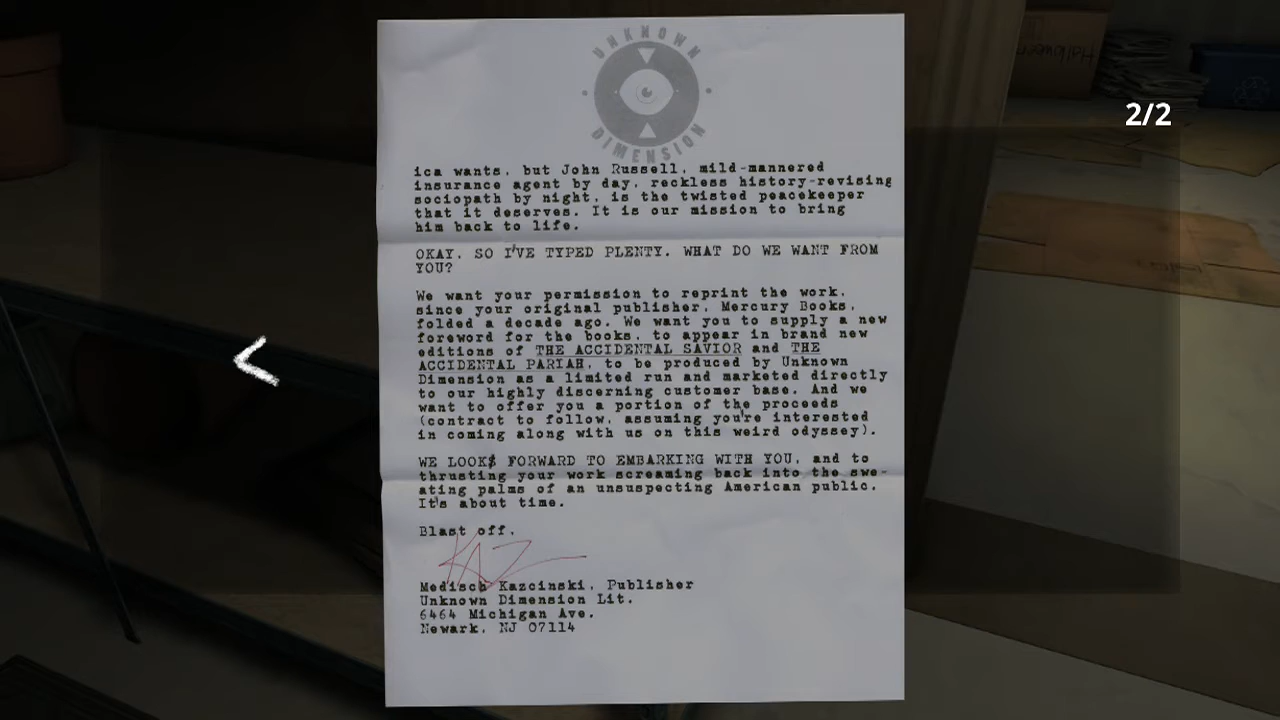 Halloween
2/2
UNKNOWN
DIMENSION
ica wants, but John Russell, mild-mannered
insurance agent by day, reckless history-revising
sociopath by night, is the twisted peacekeeper
that it deserves. It is our mission to bring
him back to life.
OKAY. SO I'VE TYPED PLENTY. WHAT DO WE WANT FROM
YOU?
We want your permission to reprint the work,
since your original publisher, Mercury Books,
folded a decade ago. We want you to supply a new
foreword for the books, to appear in brand new
editions of THE ACCIDENTAL SAVIOR and THE
ACCIDENTAL PARIAH, to be produced by Unknown
Dimension as a limited run and marketed directly
to our highly discerning customer base. And we
want to offer you a portion of the proceeds
(contract to follow, assuming you're interested
in coming along with us on this weird odyssey).
WE LOOK$ FORWARD TO EMBARKING WITH YOU, and to
thrusting your work screaming back into the swe-
ating palms of an unsuspecting American public.
It's about time.
Blast off,
KAZ
Medisch Kazcinski, Publisher
Unknown Dimension Lit.
6464 Michigan Ave.
Newark, NJ 07114